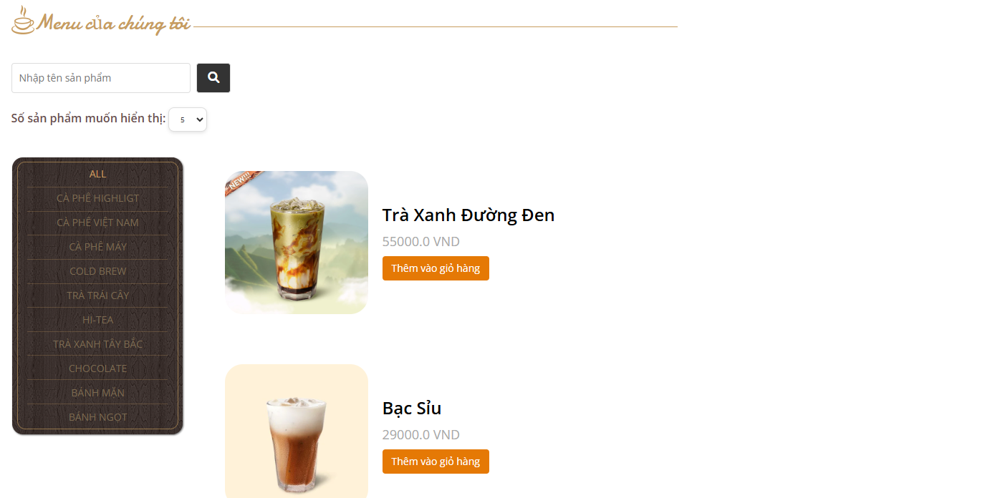 Menu của chúng tôi
Nhập tên sản phẩm
Số sản phẩm muốn hiển thị: 5
ALL
CÀ PHÊ HIGHLIGT
CÀ PHÊ VIỆT NAM
CÀ PHÊ MÁY
COLD BREW
TRÀ TRÁI CÂY
HI-TEA
TRÀ XANH TÂY BẮC
CHOCOLATE
BÁNH MẶN
BÁNH NGỌT
NEW!!!
Trà Xanh Đường Đen
55000.0 VND
Thêm vào giỏ hàng
Bạc Sỉu
29000.0 VND
Thêm vào giỏ hàng